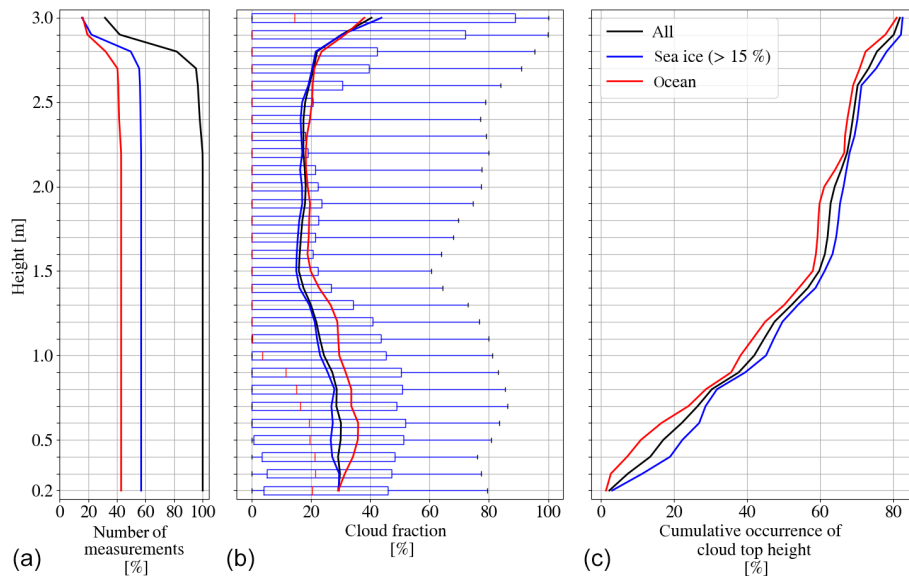 3.0
2.5
2.0
1.5
1.0
0.5
0.2
Height [m]
0 20 40 60 80 100
Number of
measurements
[%]
(a)
0 20 40 60 80 100
Cloud fraction
[%]
(b)
All
Sea ice (> 15 %)
Ocean
0 20 40 60 80
Cumulative occurrence of
cloud top height
[%]
(c)